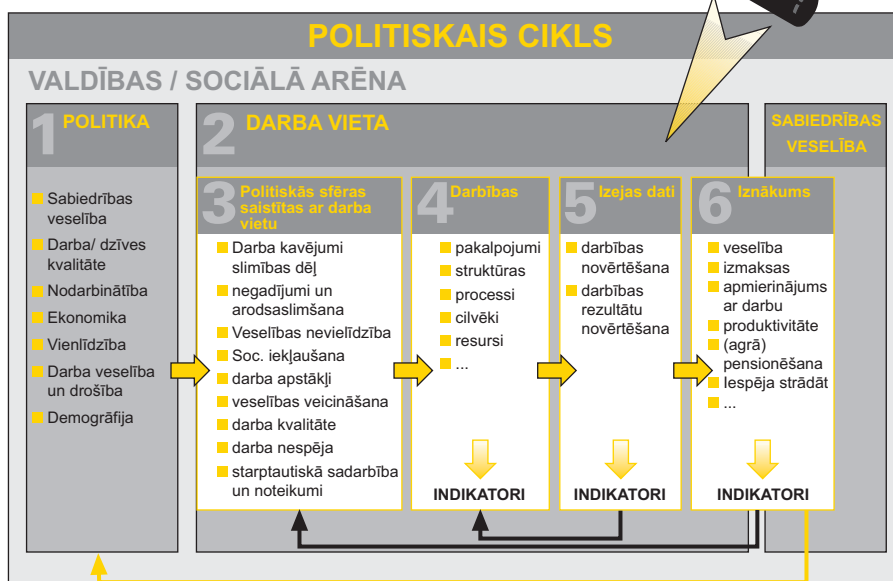 POLITISKAIS CIKLS
VALDĪBAS / SOCIĀLĀ ARĒNA
1 POLITIKA
Sabiedrības
veselība
Darba/ dzīves
kvalitāte
Nodarbinātība
Ekonomika
Vienlīdzība
Darba veselība
un drošība
Demogrāfija
2 DARBA VIETA
3 Politiskās sfēras
saistītas ar darba
vietu
Darba kavējumi
slimības dēļ
negadījumi un
arodsaslimšana
Veselības nevielīdzība
Soc. iekļaušana
darba apstākļi
veselības veicināšana
darba kvalitāte
darba nespēja
starptautiskā sadarbība
un noteikumi
4 Darbības
pakalpojumi
struktūras
processi
cilvēki
resursi
...
INDIKATORI
5 Izejas dati
darbības
novērtēšana
darbības
rezultātu
novērtēšana
INDIKATORI
SABIEDRĪBAS
VESELĪBA
6 Iznākums
veselība
izmaksas
apmierinājums
ar darbu
produktivitāte
(agrā)
pensionēšana
Iespēja strādāt
...
INDIKATORI